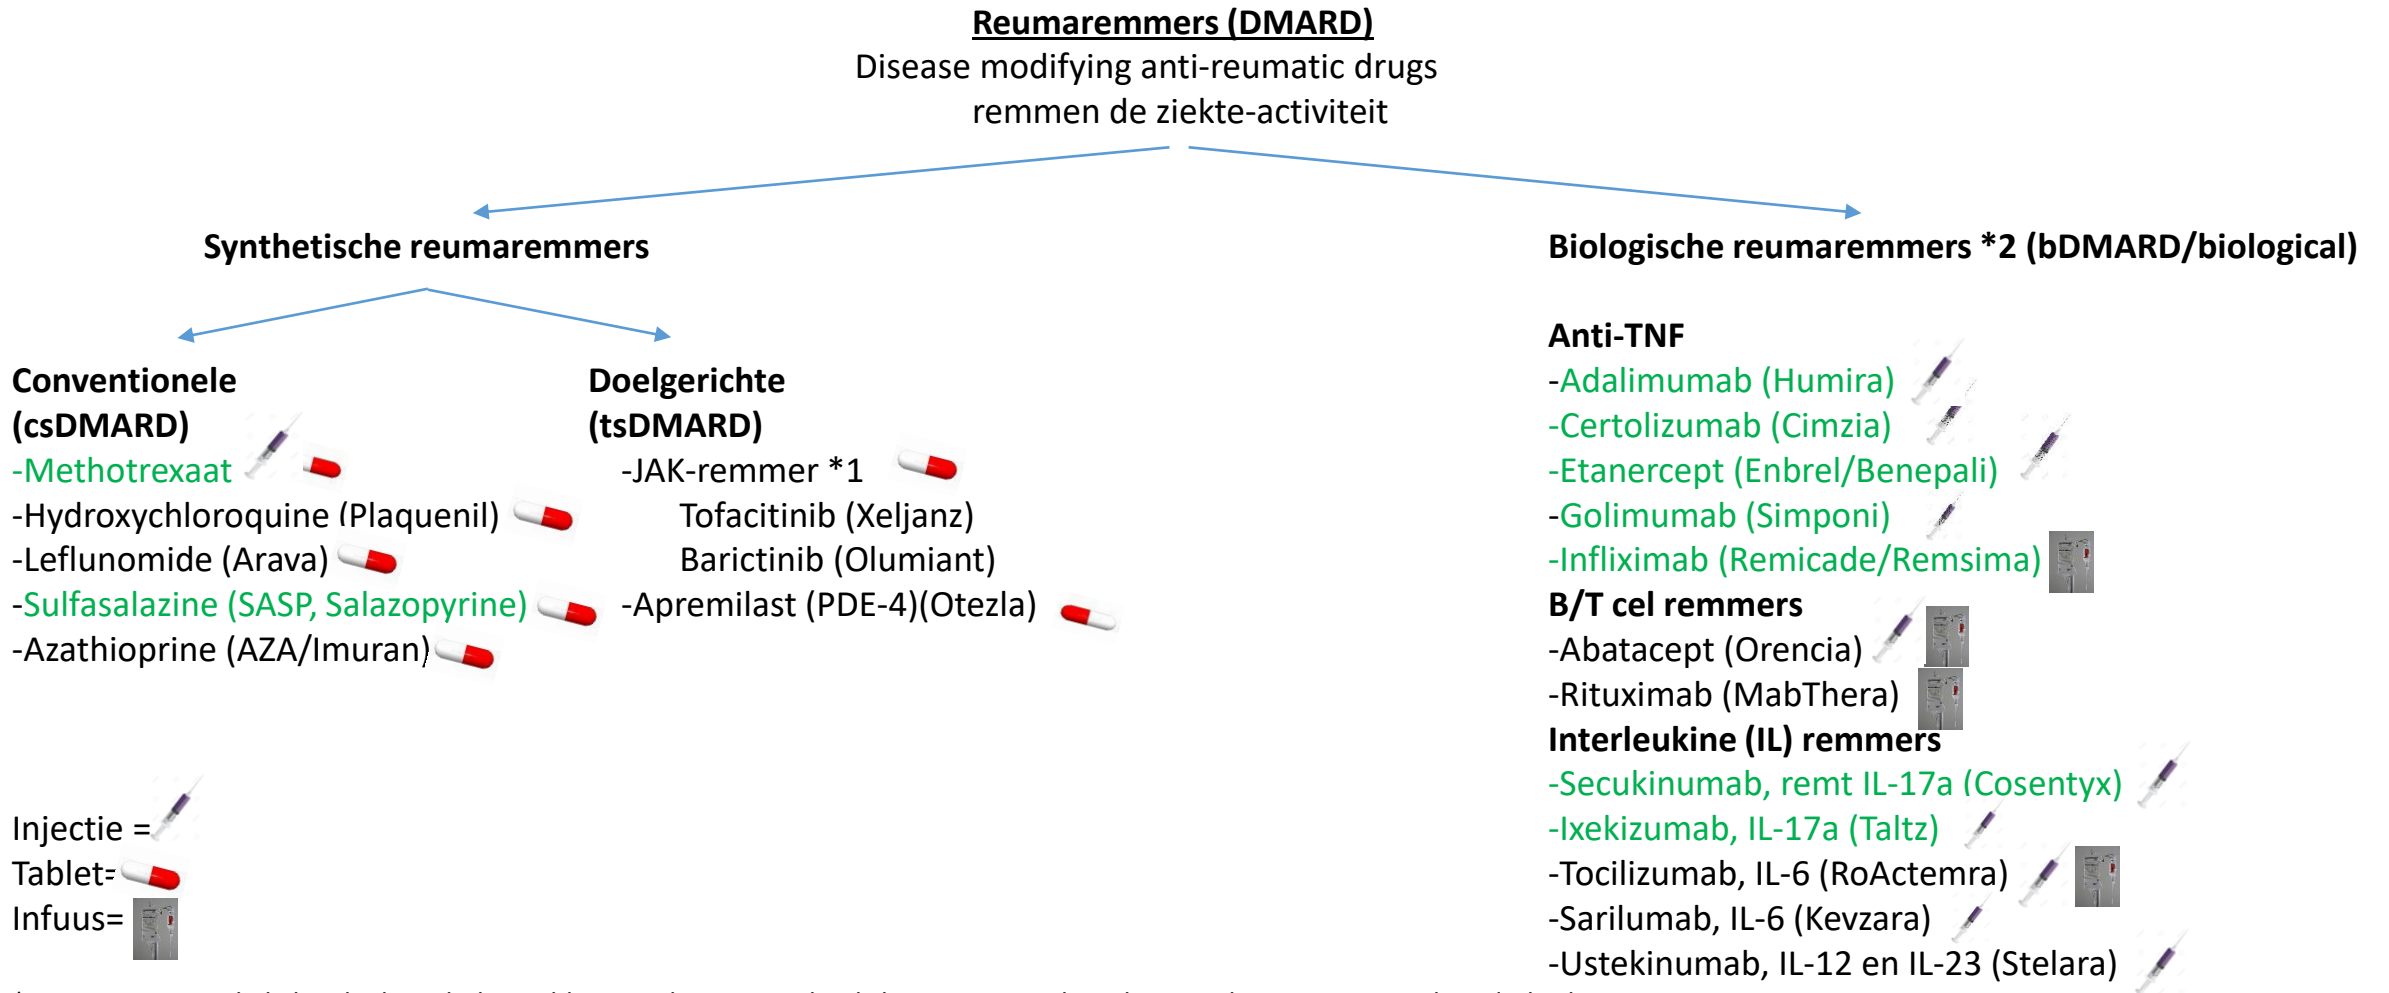 Reumaremmers (DMARD)
Disease modifying anti-reumatic drugs
remmen de ziekte-activiteit
Synthetische reumaremmers
Biologische reumaremmers *2 (bDMARD/biological)
Conventionele
(csDMARD)
-Methotrexaat
-Hydroxychloroquine (Plaquenil)
-Leflunomide (Arava)
-Sulfasalazine (SASP, Salazopyrine)
-Azathioprine (AZA/Imuran)
Doelgerichte
(tsDMARD)
-JAK-remmer *1
Tofacitinib (Xeljanz)
Barictinib (Olumiant)
-Apremilast (PDE-4)(Otezla)
Anti-TNF
-Adalimumab (Humira)
-Certolizumab (Cimzia)
-Etanercept (Enbrel/Benepali)
-Golimumab (Simponi)
-Infliximab (Remicade/Remsima)
B/T cel remmers
-Abatacept (Orencia)
-Rituximab (MabThera)
Interleukine (IL) remmers
-Secukinumab, remt IL-17a (Cosentyx)
-Ixekizumab, IL-17a (Taltz)
-Tocilizumab, IL-6 (RoActemra)
-Sarilumab, IL-6 (Kevzara)
-Ustekinumab, IL-12 en IL-23 (Stelara)
Injectie =
Tablet=
Infuus=